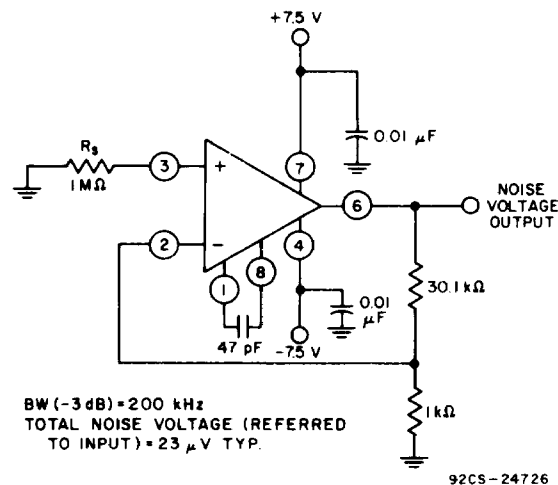 +7.5 V
0.01 µF
Rs
1MΩ
3
+
7
NOISE
VOLTAGE
OUTPUT
6
2
−
4
8
1
30.1kΩ
0.01
µF
47 pF
−7.5 V
1kΩ
BW(-3dB)=200 kHz
TOTAL NOISE VOLTAGE (REFERRED
TO INPUT)=23 µV TYP.
92CS-24726